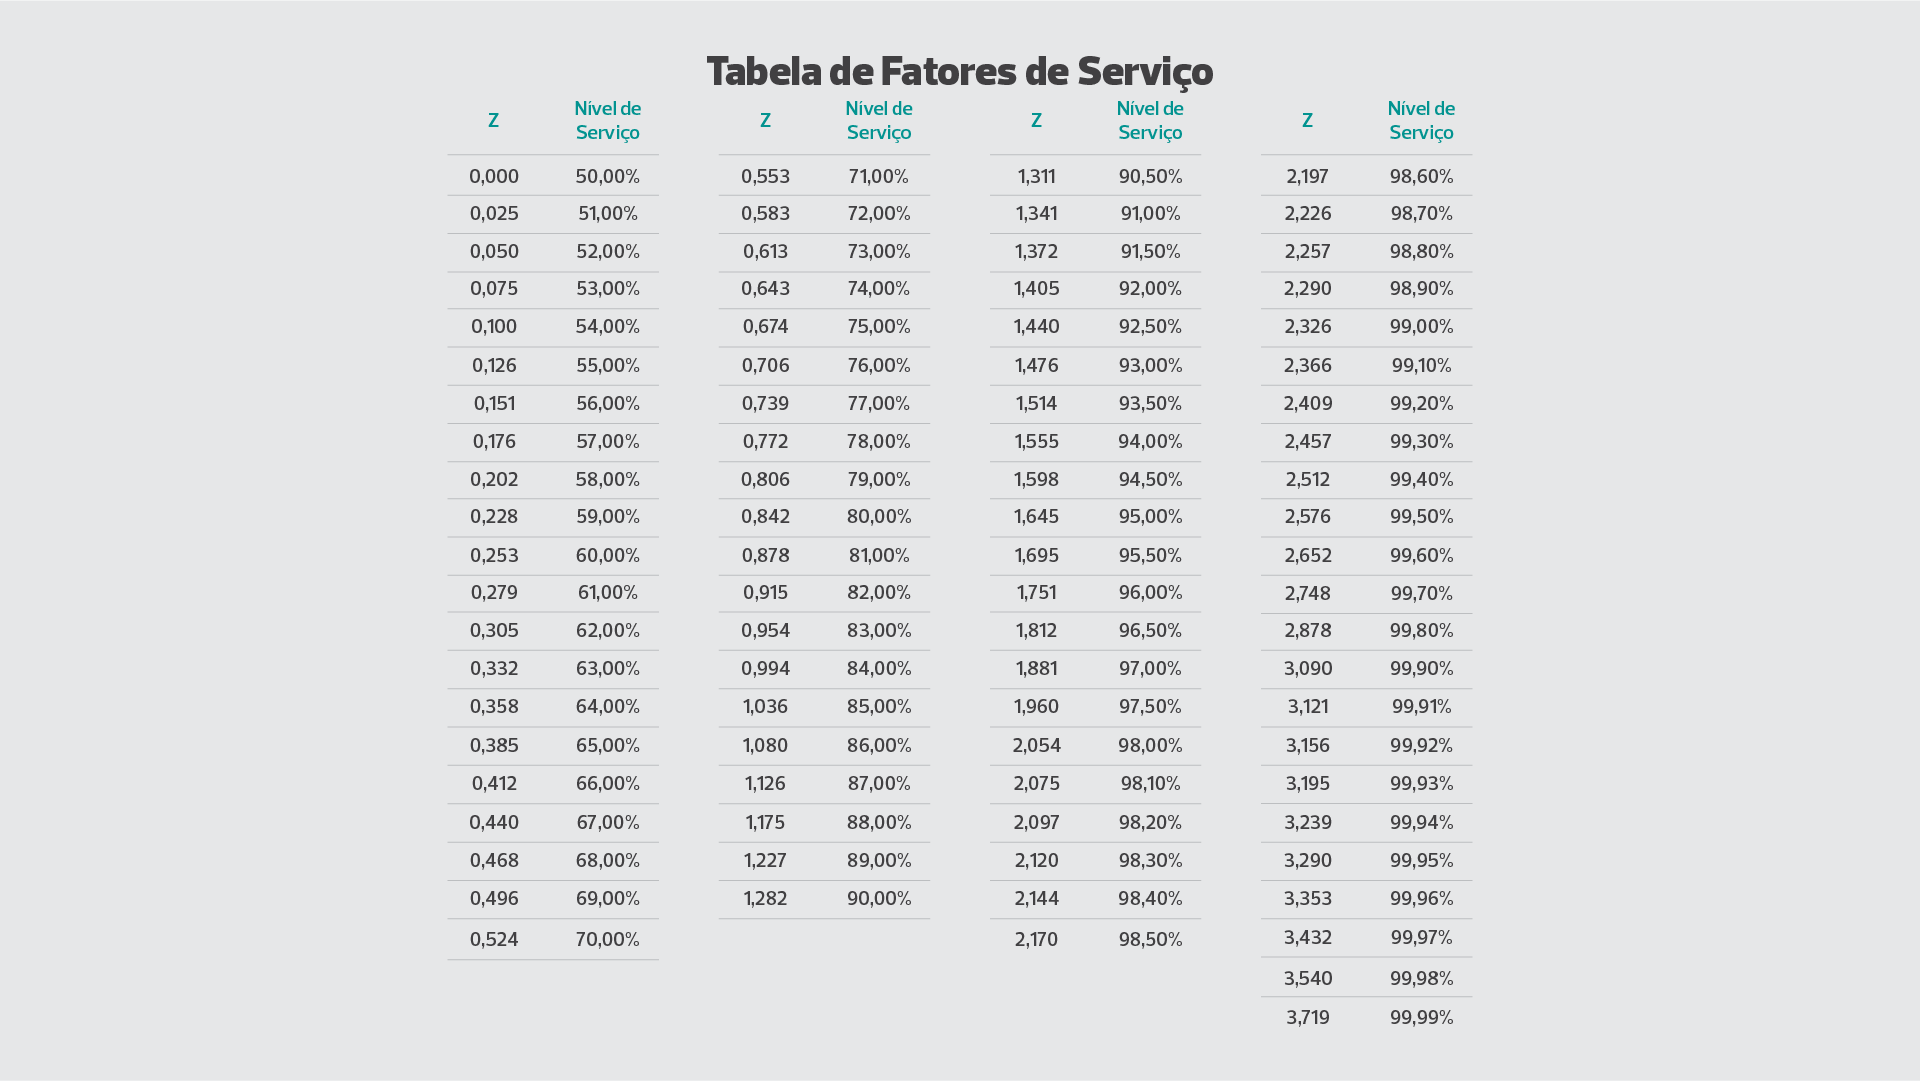 Tabela de Fatores de Serviço
Z Nível de Serviço Z Nível de Serviço Z Nível de Serviço Z Nível de Serviço
0,000 50,00% 0,553 71,00% 1,311 90,50% 2,197 98,60%
0,025 51,00% 0,583 72,00% 1,341 91,00% 2,226 98,70%
0,050 52,00% 0,613 73,00% 1,372 91,50% 2,257 98,80%
0,075 53,00% 0,643 74,00% 1,405 92,00% 2,290 98,90%
0,100 54,00% 0,674 75,00% 1,440 92,50% 2,326 99,00%
0,126 55,00% 0,706 76,00% 1,476 93,00% 2,366 99,10%
0,151 56,00% 0,739 77,00% 1,514 93,50% 2,409 99,20%
0,176 57,00% 0,772 78,00% 1,555 94,00% 2,457 99,30%
0,202 58,00% 0,806 79,00% 1,598 94,50% 2,512 99,40%
0,228 59,00% 0,842 80,00% 1,645 95,00% 2,576 99,50%
0,253 60,00% 0,878 81,00% 1,695 95,50% 2,652 99,60%
0,279 61,00% 0,915 82,00% 1,751 96,00% 2,748 99,70%
0,305 62,00% 0,954 83,00% 1,812 96,50% 2,878 99,80%
0,332 63,00% 0,994 84,00% 1,881 97,00% 3,090 99,90%
0,358 64,00% 1,036 85,00% 1,960 97,50% 3,121 99,91%
0,385 65,00% 1,080 86,00% 2,054 98,00% 3,156 99,92%
0,412 66,00% 1,126 87,00% 2,075 98,10% 3,195 99,93%
0,440 67,00% 1,175 88,00% 2,097 98,20% 3,239 99,94%
0,468 68,00% 1,227 89,00% 2,120 98,30% 3,290 99,95%
0,496 69,00% 1,282 90,00% 2,144 98,40% 3,353 99,96%
0,524 70,00% 2,170 98,50% 3,432 99,97%
3,540 99,98%
3,719 99,99%